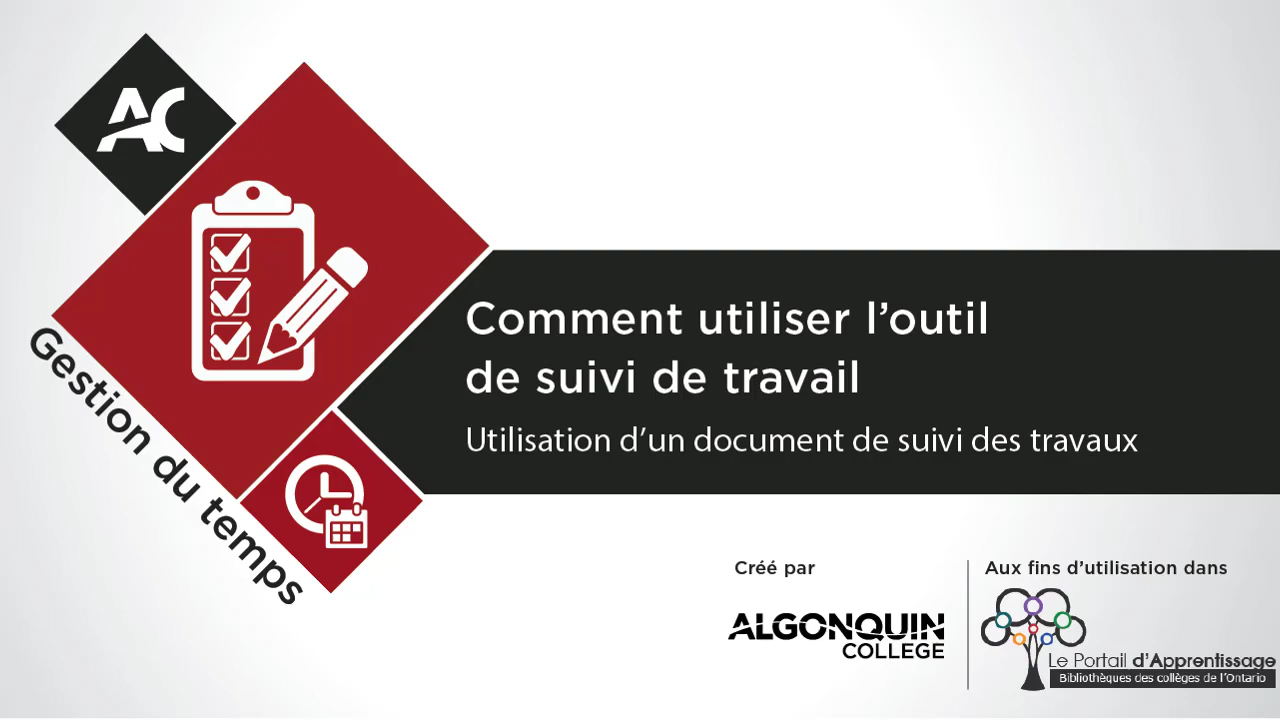 AC
Gestion du temps
Comment utiliser l’outil
de suivi de travail
Utilisation d’un document de suivi des travaux
Créé par
ALGONQUIN
COLLEGE
Aux fins d’utilisation dans
Le Portail d’Apprentissage
Bibliothèques des collèges de l’Ontario